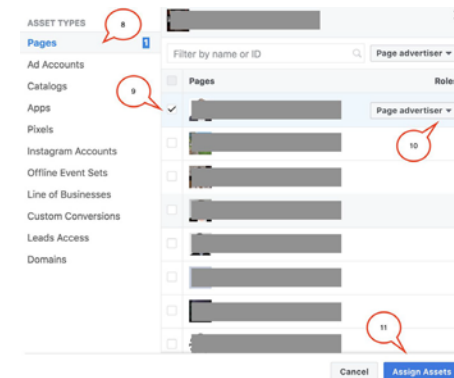 ASSET TYPES
8
Pages
1
Ad Accounts
Catalogs
9
Apps
Pixels
Instagram Accounts
Offline Event Sets
Line of Businesses
Custom Conversions
Leads Access
Domains
Filter by name or ID
Page advertiser
Pages
Roles
Page advertiser
10
11
Cancel
Assign Assets